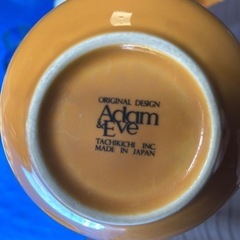 ORIGINAL DESIGN
Adam
& Eve
TACHIKICHI INC
MADE IN JAPAN